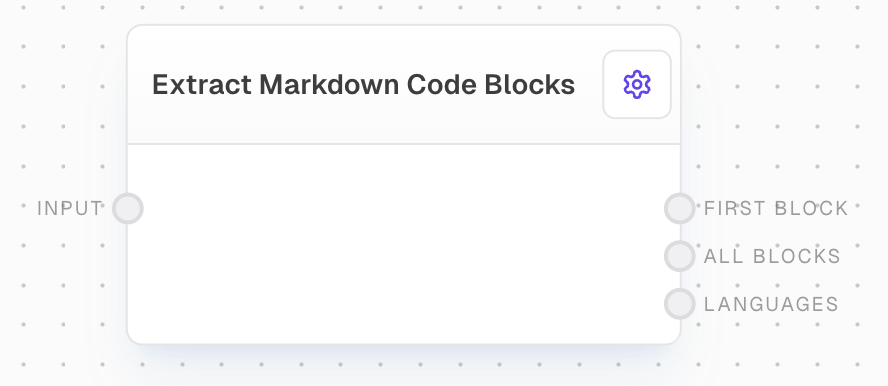 Extract Markdown Code Blocks
INPUT
FIRST BLOCK
ALL BLOCKS
LANGUAGES